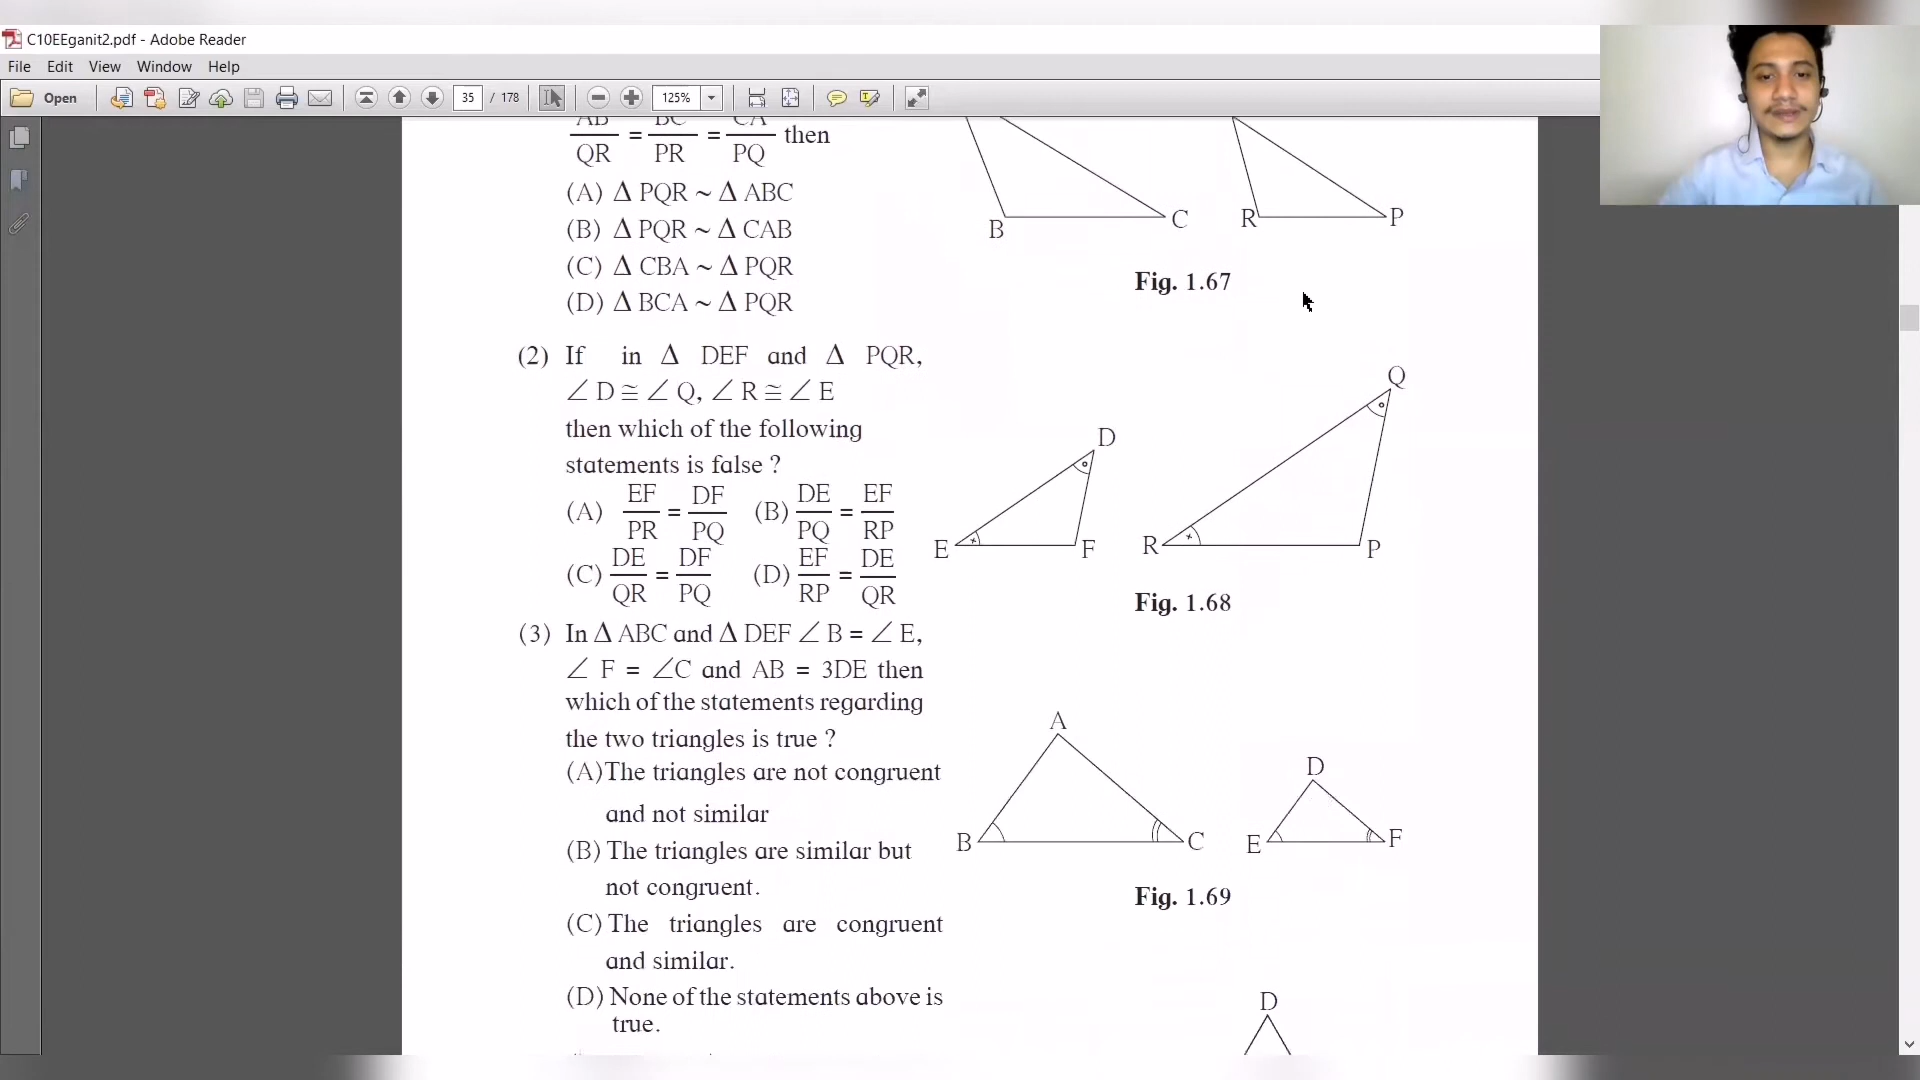 C10EEganit2.pdf - Adobe Reader
File Edit View Window Help
Open 35 / 178 125%
AB/QR = BC/PR = CA/PQ then
(A) Δ PQR ~ Δ ABC
(B) Δ PQR ~ Δ CAB
(C) Δ CBA ~ Δ PQR
(D) Δ BCA ~ Δ PQR
B C R P
Fig. 1.67
(2) If in Δ DEF and Δ PQR,
∠ D ≅ ∠ Q, ∠ R ≅ ∠ E
then which of the following
statements is false ?
(A) EF/PR = DF/PQ (B) DE/PQ = EF/RP
(C) DE/QR = DF/PQ (D) EF/RP = DE/QR
Q
D
E F R P
Fig. 1.68
(3) In Δ ABC and Δ DEF ∠ B = ∠ E,
∠ F = ∠C and AB = 3DE then
which of the statements regarding
the two triangles is true ?
(A)The triangles are not congruent
and not similar
(B) The triangles are similar but
not congruent.
(C) The triangles are congruent
and similar.
(D) None of the statements above is
true.
A
D
B C E F
Fig. 1.69
D